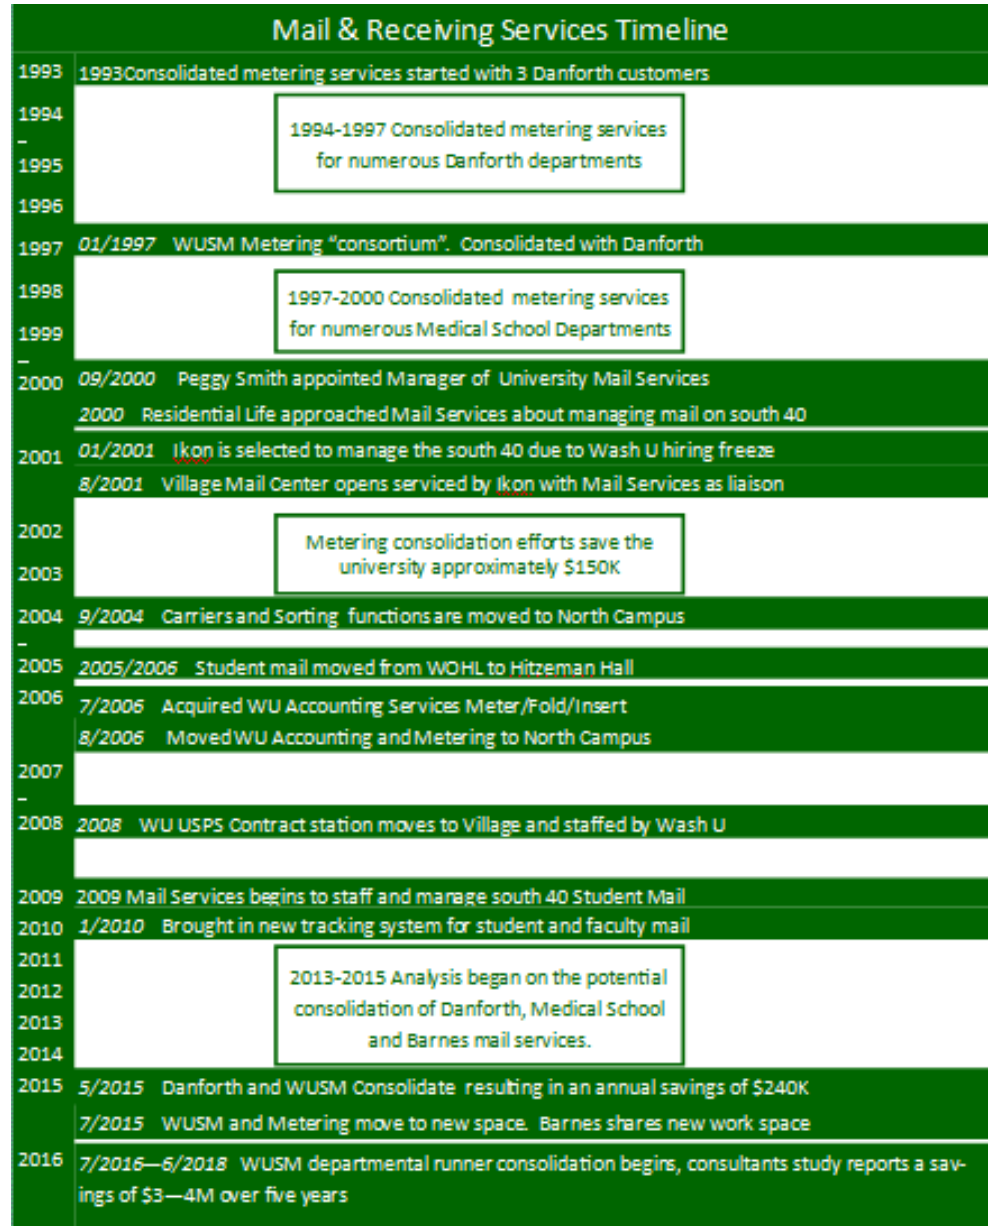 Mail & Receiving Services Timeline
1993 1993Consolidated metering services started with 3 Danforth customers
1994
1994-1997 Consolidated metering services
–
for numerous Danforth departments
1995
1996
1997 01/1997 WUSM Metering “consortium”. Consolidated with Danforth
1998
1997-2000 Consolidated metering services
for numerous Medical School Departments
1999
–
2000 09/2000 Peggy Smith appointed Manager of University Mail Services
2000 Residential Life approached Mail Services about managing mail on south 40
2001 01/2001 Ikon is selected to manage the south 40 due to Wash U hiring freeze
8/2001 Village Mail Center opens serviced by Ikon with Mail Services as liaison
2002
Metering consolidation efforts save the
university approximately $150K
2003
2004 9/2004 Carriers and Sorting functions are moved to North Campus
–
2005 2005/2006 Student mail moved from WOHL to Hitzeman Hall
2006 7/2006 Acquired WU Accounting Services Meter/Fold/Insert
8/2006 Moved WU Accounting and Metering to North Campus
2007
–
2008 2008 WU USPS Contract station moves to Village and staffed by Wash U
2009 2009 Mail Services begins to staff and manage south 40 Student Mail
2010 1/2010 Brought in new tracking system for student and faculty mail
2011
2013-2015 Analysis began on the potential
2012
consolidation of Danforth, Medical School
2013
and Barnes mail services.
2014
2015 5/2015 Danforth and WUSM Consolidate resulting in an annual savings of $240K
7/2015 WUSM and Metering move to new space. Barnes shares new work space
2016 7/2016—6/2018 WUSM departmental runner consolidation begins, consultants study reports a sav-
ings of $3—4M over five years